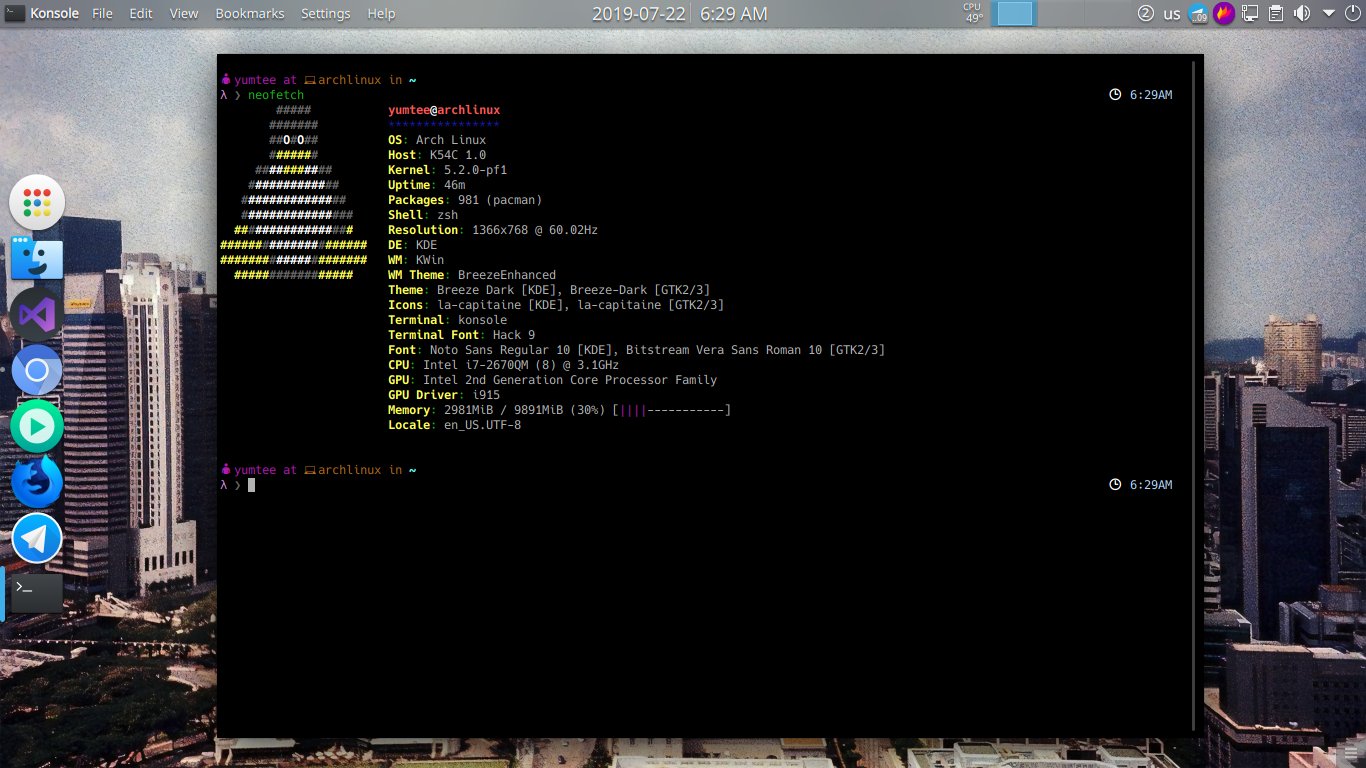 Konsole File Edit View Bookmarks Settings Help 2019-07-22 6:29 AM CPU 49° 2 us .09
yumtee at archlinux in ~
λ ❯ neofetch 6:29AM
##### yumtee@archlinux
####### ****************
##O#O## OS: Arch Linux
####### Host: K54C 1.0
########### Kernel: 5.2.0-pf1
############# Uptime: 46m
############### Packages: 981 (pacman)
################ Shell: zsh
################# Resolution: 1366x768 @ 60.02Hz
##################### DE: KDE
##################### WM: KWin
################# WM Theme: BreezeEnhanced
Theme: Breeze Dark [KDE], Breeze-Dark [GTK2/3]
Icons: la-capitaine [KDE], la-capitaine [GTK2/3]
Terminal: konsole
Terminal Font: Hack 9
Font: Noto Sans Regular 10 [KDE], Bitstream Vera Sans Roman 10 [GTK2/3]
CPU: Intel i7-2670QM (8) @ 3.1GHz
GPU: Intel 2nd Generation Core Processor Family
GPU Driver: i915
Memory: 2981MiB / 9891MiB (30%) [||||-----------]
Locale: en_US.UTF-8
yumtee at archlinux in ~
λ ❯ 6:29AM